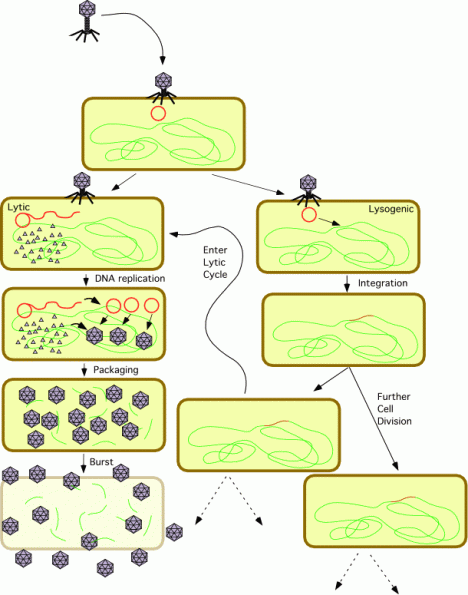 Lytic
Lysogenic
Enter
Lytic
Cycle
DNA replication
Integration
Packaging
Further
Cell
Division
Burst